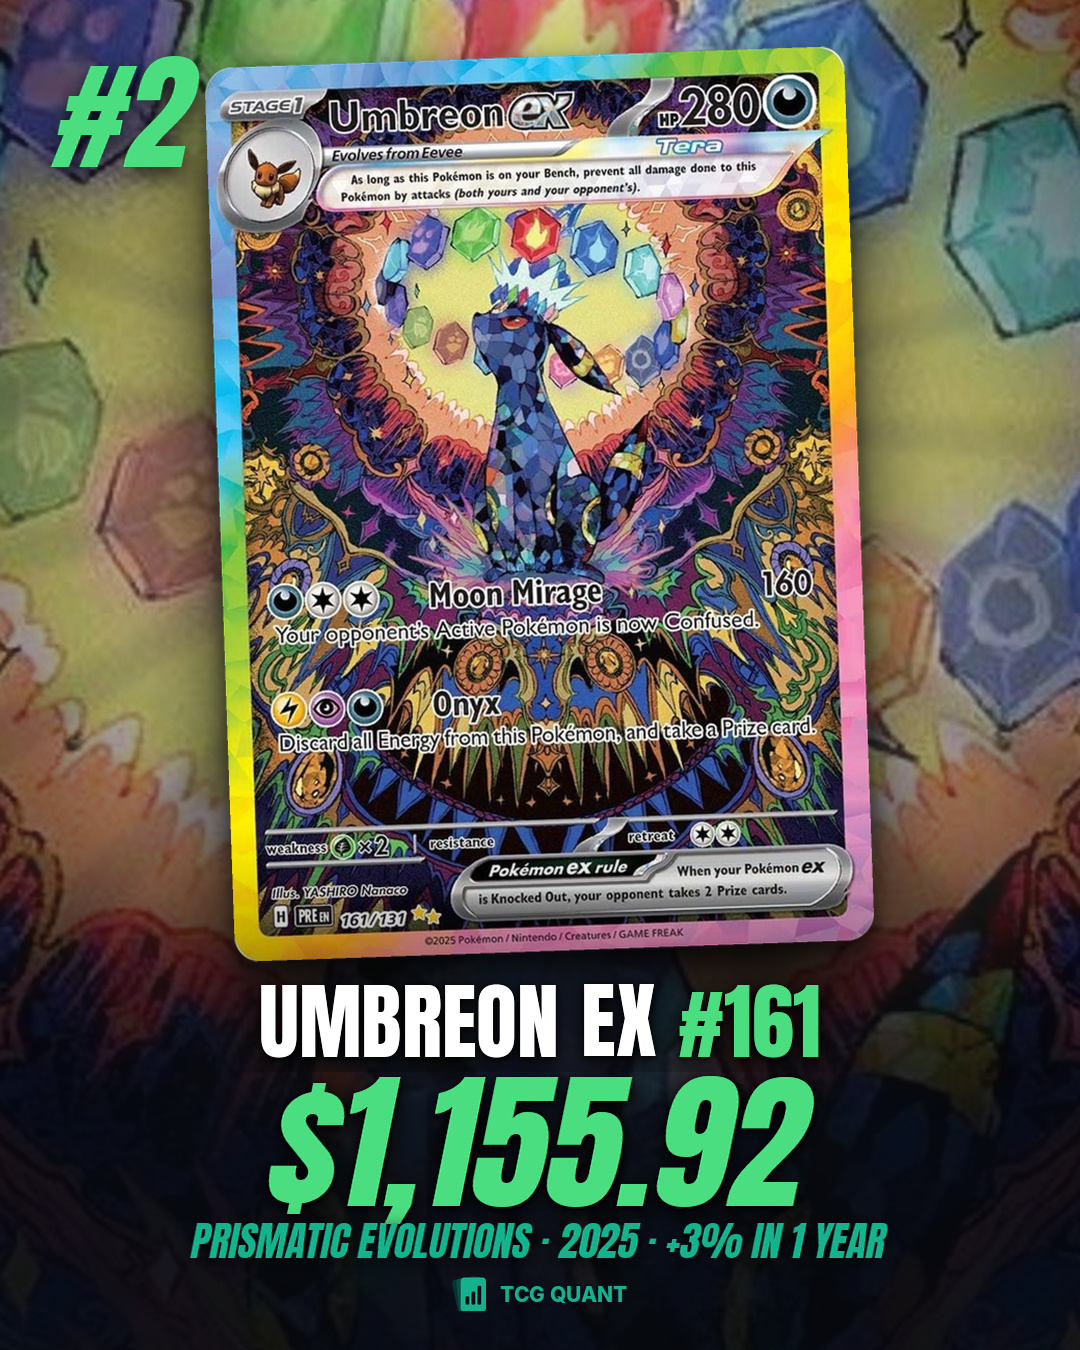 #2
STAGE1
Umbreon ex
HP 280
Evolves from Eevee
Tera
As long as this Pokémon is on your Bench, prevent all damage done to this
Pokémon by attacks (both yours and your opponent's).
Moon Mirage 160
Your opponent's Active Pokémon is now Confused.
Onyx
Discard all Energy from this Pokémon, and take a Prize card.
weakness ×2 resistance retreat
Pokémon ex rule When your Pokémon ex
is Knocked Out, your opponent takes 2 Prize cards.
Illus. YASHIRO Nanaco
H PRE EN 161/131
©2025 Pokémon / Nintendo / Creatures / GAME FREAK
UMBREON EX #161
$1,155.92
PRISMATIC EVOLUTIONS · 2025 · +3% IN 1 YEAR
TCG QUANT